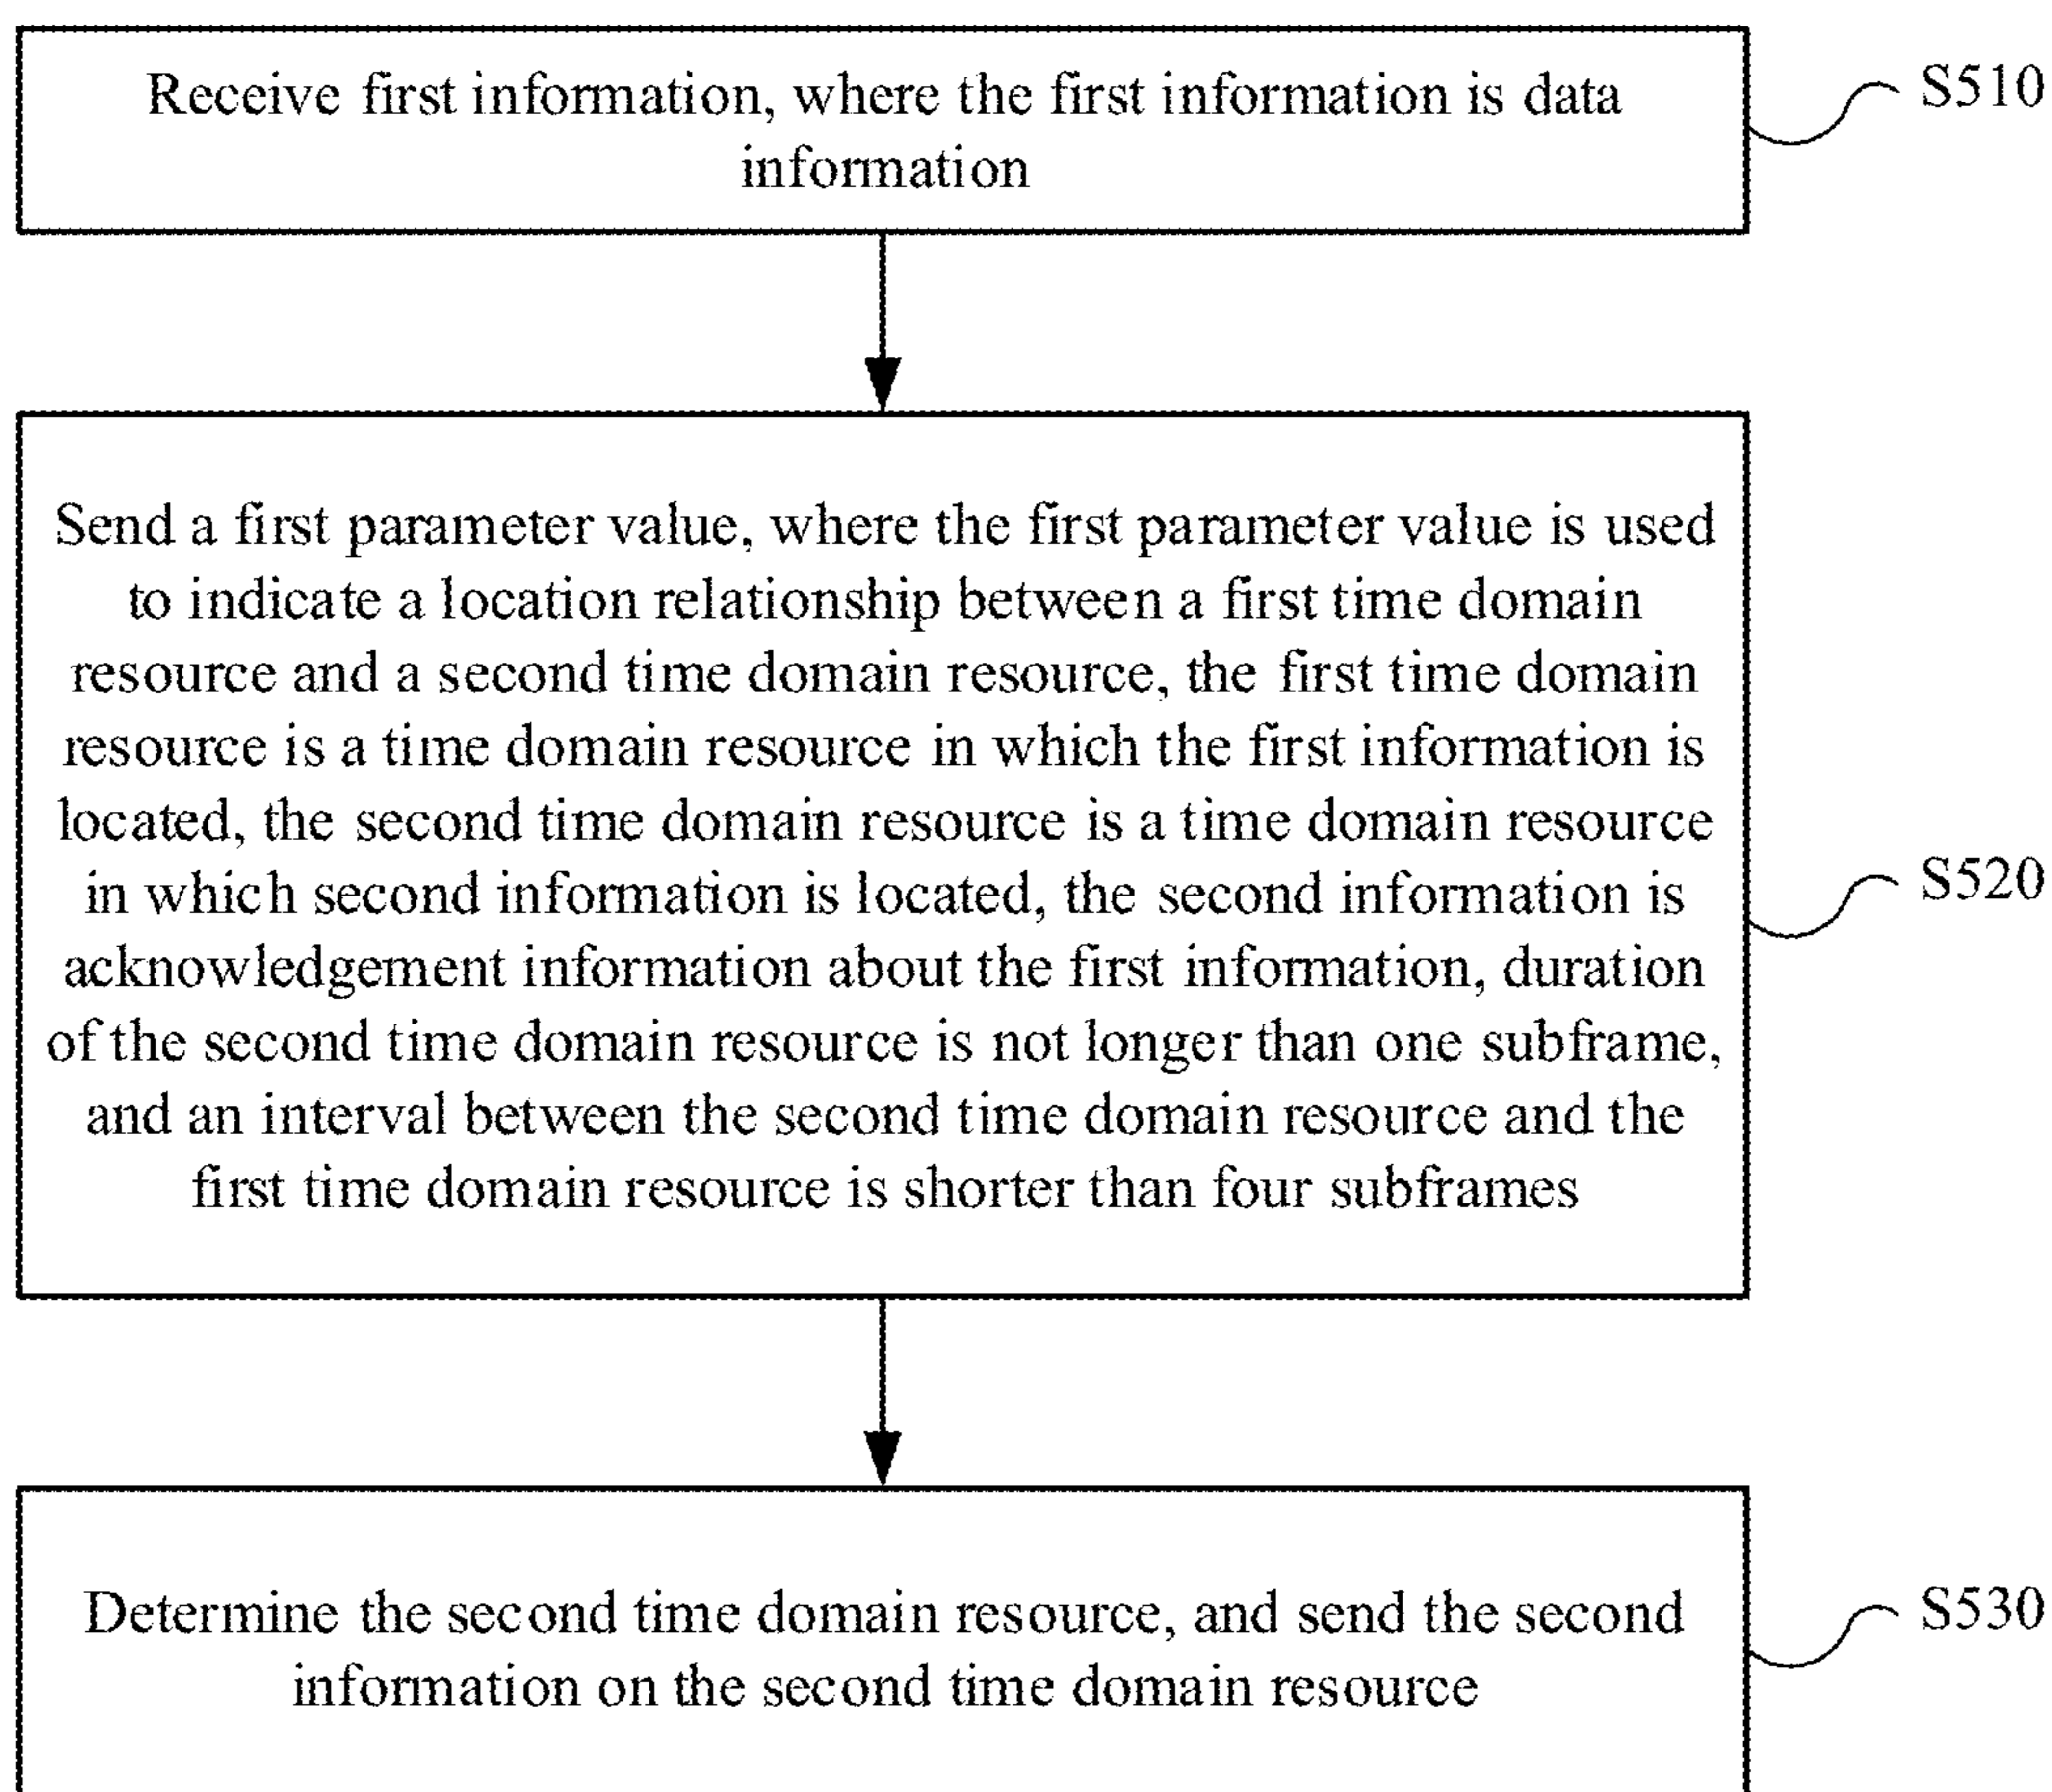 Receive first information, where the first information is data
information
S510
Send a first parameter value, where the first parameter value is used
to indicate a location relationship between a first time domain
resource and a second time domain resource, the first time domain
resource is a time domain resource in which the first information is
located, the second time domain resource is a time domain resource
in which second information is located, the second information is
acknowledgement information about the first information, duration
of the second time domain resource is not longer than one subframe,
and an interval between the second time domain resource and the
first time domain resource is shorter than four subframes
S520
Determine the second time domain resource, and send the second
information on the second time domain resource
S530